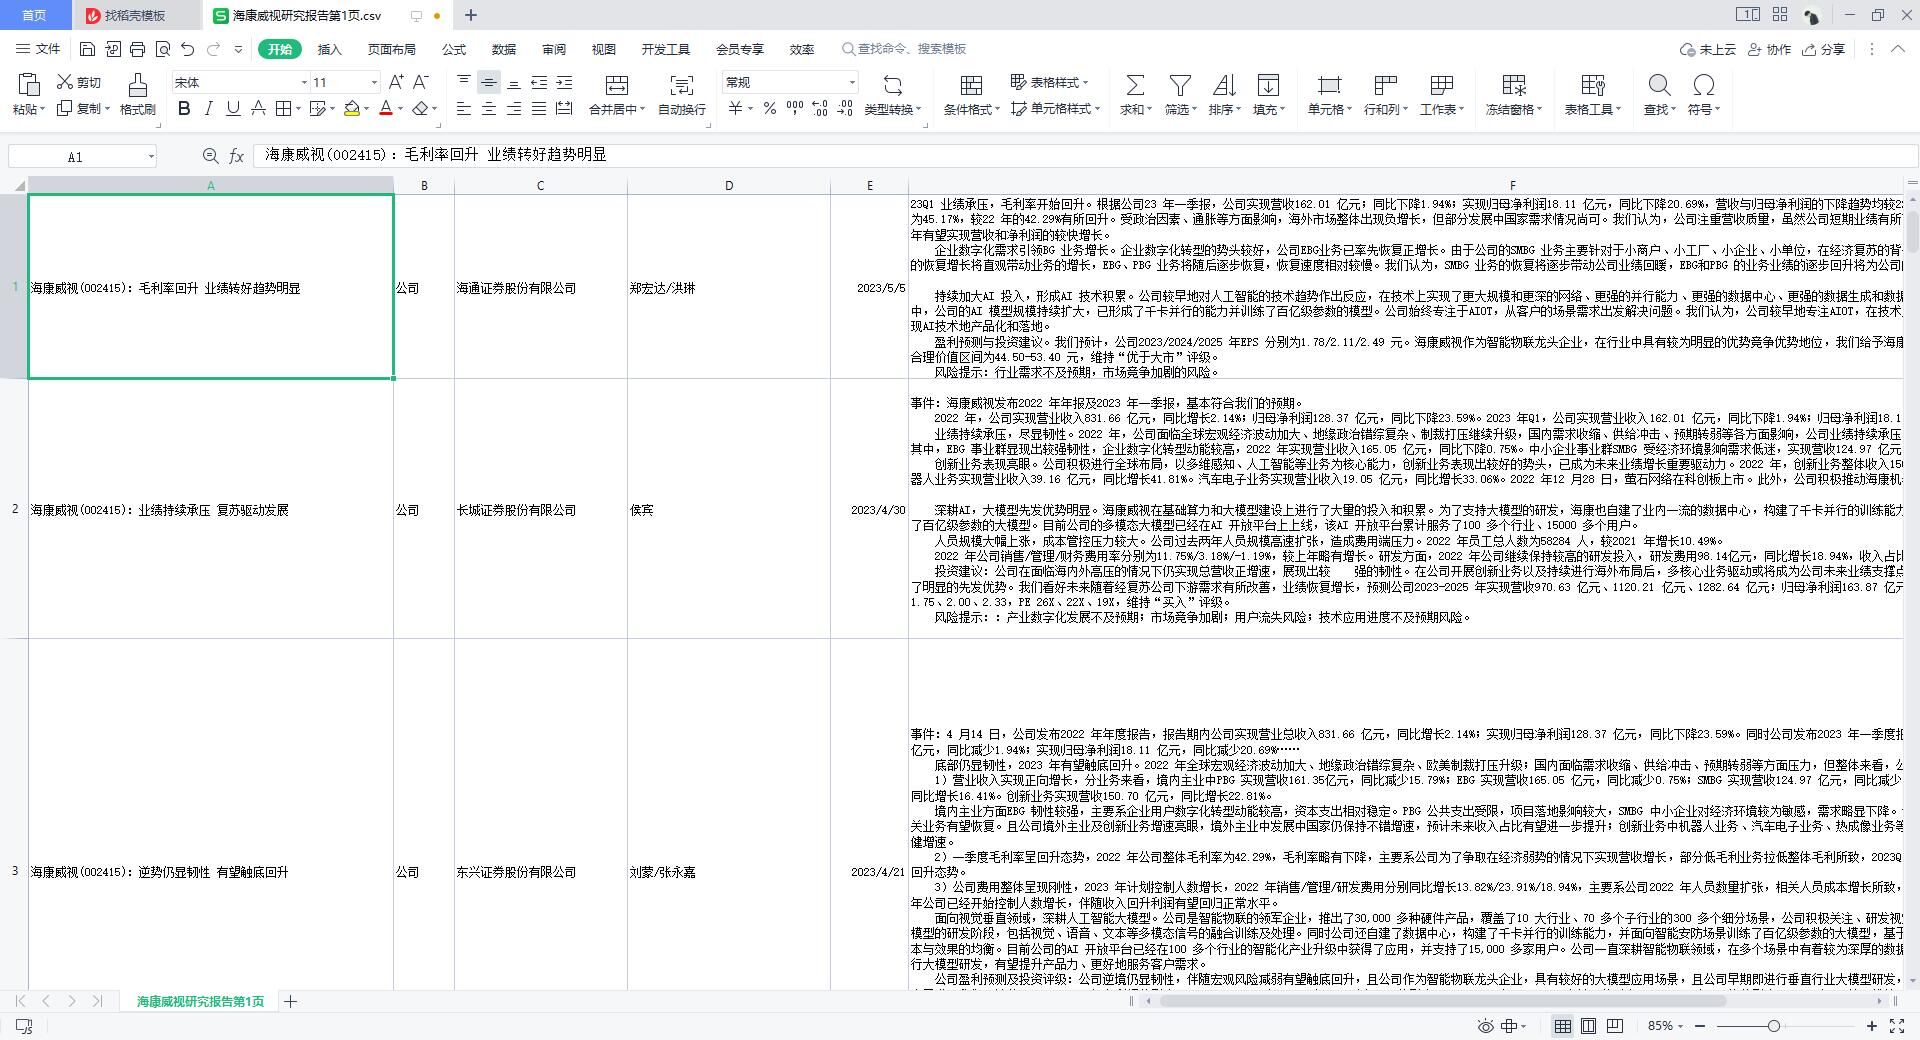 首页 找稻壳模板 海康威视研究报告第1页.csv
文件 开始 插入 页面布局 公式 数据 审阅 视图 开发工具 会员专享 效率 查找命令、搜索模板 未上云 协作 分享
粘贴 剪切 复制 格式刷 宋体 11 合并居中 自动换行 常规 类型转换 条件格式 表格样式 单元格样式 求和 筛选 排序 填充 单元格 行和列 工作表 冻结窗格 表格工具 查找 符号
A1 fx 海康威视(002415)：毛利率回升 业绩转好趋势明显
A B C D E F
1 海康威视(002415)：毛利率回升 业绩转好趋势明显 公司 海通证券股份有限公司 郑宏达/洪琳 2023/5/5
23Q1 业绩承压，毛利率开始回升。根据公司23 年一季报，公司实现营收162.01 亿元；同比下降1.94%；实现归母净利润18.11 亿元，同比下降20.69%，营收与归母净利润的下降趋势均较2
为45.17%，较22 年的42.29%有所回升。受政治因素、通胀等方面影响，海外市场整体出现负增长，但部分发展中国家需求情况尚可。我们认为，公司注重营收质量，虽然公司短期业绩有所
年有望实现营收和净利润的较快增长。
企业数字化需求引领BG 业务增长。企业数字化转型的势头较好，公司EBG业务已率先恢复正增长。由于公司的SMBG 业务主要针对于小商户、小工厂、小企业、小单位，在经济复苏的背
的恢复增长将直观带动业务的增长，EBG、PBG 业务将随后逐步恢复，恢复速度相对较慢。我们认为，SMBG 业务的恢复将逐步带动公司业绩回暖，EBG和PBG 的业务业绩的逐步回升将为公司
持续加大AI 投入，形成AI 技术积累。公司较早地对人工智能的技术趋势作出反应，在技术上实现了更大规模和更深的网络、更强的并行能力、更强的数据中心、更强的数据生成和数据
中，公司的AI 模型规模持续扩大，已形成了千卡并行的能力并训练了百亿级参数的模型。公司始终专注于AIOT，从客户的场景需求出发解决问题。我们认为，公司较早地专注AIOT，在技术
现AI技术地产品化和落地。
盈利预测与投资建议。我们预计，公司2023/2024/2025 年EPS 分别为1.78/2.11/2.49 元。海康威视作为智能物联龙头企业，在行业中具有较为明显的优势竞争优势地位，我们给予海康
合理价值区间为44.50-53.40 元，维持“优于大市”评级。
风险提示：行业需求不及预期，市场竞争加剧的风险。
2 海康威视(002415)：业绩持续承压 复苏驱动发展 公司 长城证券股份有限公司 侯宾 2023/4/30
事件：海康威视发布2022 年年报及2023 年一季报，基本符合我们的预期。
2022 年，公司实现营业收入831.66 亿元，同比增长2.14%；归母净利润128.37 亿元，同比下降23.59%。2023 年Q1，公司实现营业收入162.01 亿元，同比下降1.94%；归母净利润18.1
业绩持续承压，尽显韧性。2022 年，公司面临全球宏观经济波动加大、地缘政治错综复杂、制裁打压继续升级，国内需求收缩、供给冲击、预期转弱等各方面影响，公司业绩持续承压
其中，EBG 事业群显现出较强韧性，企业数字化转型动能较高，2022 年实现营业收入165.05 亿元，同比下降0.75%。中小企业事业群SMBG 受经济环境影响需求低迷，实现营收124.97 亿元
创新业务表现亮眼。公司积极进行全球布局，以多维感知、人工智能等业务为核心能力，创新业务表现出较好的势头，已成为未来业绩增长重要驱动力。2022 年，创新业务整体收入150
器人业务实现营业收入39.16 亿元，同比增长41.81%。汽车电子业务实现营业收入19.05 亿元，同比增长33.06%。2022 年12 月28 日，萤石网络在科创板上市。此外，公司积极推动海康机
深耕AI，大模型先发优势明显。海康威视在基础算力和大模型建设上进行了大量的投入和积累。为了支持大模型的研发，海康也自建了业内一流的数据中心，构建了千卡并行的训练能力
了百亿级参数的大模型。目前公司的多模态大模型已经在AI 开放平台上上线，该AI 开放平台累计服务了100 多个行业、15000 多个用户。
人员规模大幅上涨，成本管控压力较大。公司过去两年人员规模高速扩张，造成费用端压力。2022 年员工总人数为58284 人，较2021 年增长10.49%。
2022 年公司销售/管理/财务费用率分别为11.75%/3.18%/-1.19%，较上年略有增长。研发方面，2022 年公司继续保持较高的研发投入，研发费用98.14亿元，同比增长18.94%，收入占比
投资建议：公司在面临海内外高压的情况下仍实现总营收正增速，展现出较 强的韧性。在公司开展创新业务以及持续进行海外布局后，多核心业务驱动或将成为公司未来业绩支撑点
了明显的先发优势。我们看好未来随着经复苏公司下游需求有所改善，业绩恢复增长，预测公司2023-2025 年实现营收970.63 亿元、1120.21 亿元、1282.64 亿元；归母净利润163.87 亿元
1.75、2.00、2.33，PE 26X、22X、19X，维持“买入”评级。
风险提示：：产业数字化发展不及预期；市场竞争加剧；用户流失风险；技术应用进度不及预期风险。
3 海康威视(002415)：逆势仍显韧性 有望触底回升 公司 东兴证券股份有限公司 刘蒙/张永嘉 2023/4/21
事件：4 月14 日，公司发布2022 年年度报告，报告期内公司实现营业总收入831.66 亿元，同比增长2.14%；实现归母净利润128.37 亿元，同比下降23.59%。同时公司发布2023 年一季度报
亿元，同比减少1.94%；实现归母净利润18.11 亿元，同比减少20.69%……
底部仍显韧性，2023 年有望触底回升。2022 年全球宏观经济波动加大、地缘政治错综复杂、欧美制裁打压升级；国内面临需求收缩、供给冲击、预期转弱等方面压力，但整体来看，公
1）营业收入实现正向增长，分业务来看，境内主业中PBG 实现营收161.35亿元，同比减少15.79%；EBG 实现营收165.05 亿元，同比减少0.75%；SMBG 实现营收124.97 亿元，同比减少
同比增长16.41%。创新业务实现营收150.70 亿元，同比增长22.81%。
境内主业方面EBG 韧性较强，主要系企业用户数字化转型动能较高，资本支出相对稳定。PBG 公共支出受限，项目落地影响较大，SMBG 中小企业对经济环境较为敏感，需求略显下降。
关业务有望恢复。且公司境外主业及创新业务增速亮眼，境外主业中发展中国家仍保持不错增速，预计未来收入占比有望进一步提升；创新业务中机器人业务、汽车电子业务、热成像业务等
健增速。
2）一季度毛利率呈回升态势，2022 年公司整体毛利率为42.29%，毛利率略有下降，主要系公司为了争取在经济弱势的情况下实现营收增长，部分低毛利业务拉低整体毛利所致，2023Q
回升态势。
3）公司费用整体呈现刚性，2023 年计划控制人数增长，2022 年销售/管理/研发费用分别同比增长13.82%/23.91%/18.94%，主要系公司2022 年人员数量扩张，相关人员成本增长所致，
年公司已经开始控制人数增长，伴随收入回升利润有望回归正常水平。
面向视觉垂直领域，深耕人工智能大模型。公司是智能物联的领军企业，推出了30,000 多种硬件产品，覆盖了10 大行业、70 多个子行业的300 多个细分场景，公司积极关注、研发视
模型的研发阶段，包括视觉、语音、文本等多模态信号的融合训练及处理。同时公司还自建了数据中心，构建了千卡并行的训练能力，并面向智能安防场景训练了百亿级参数的大模型，基于
本与效果的均衡。目前公司的AI 开放平台已经在100 多个行业的智能化产业升级中获得了应用，并支持了15,000 多家用户。公司一直深耕智能物联领域，在多个场景中有着较为深厚的数据
行大模型研发，有望提升产品力、更好地服务客户需求。
公司盈利预测及投资评级：公司逆境仍显韧性，伴随宏观风险减弱有望触底回升，且公司作为智能物联龙头企业，具有较好的大模型应用场景，且公司早期即进行垂直行业大模型研发，
海康威视研究报告第1页
85%